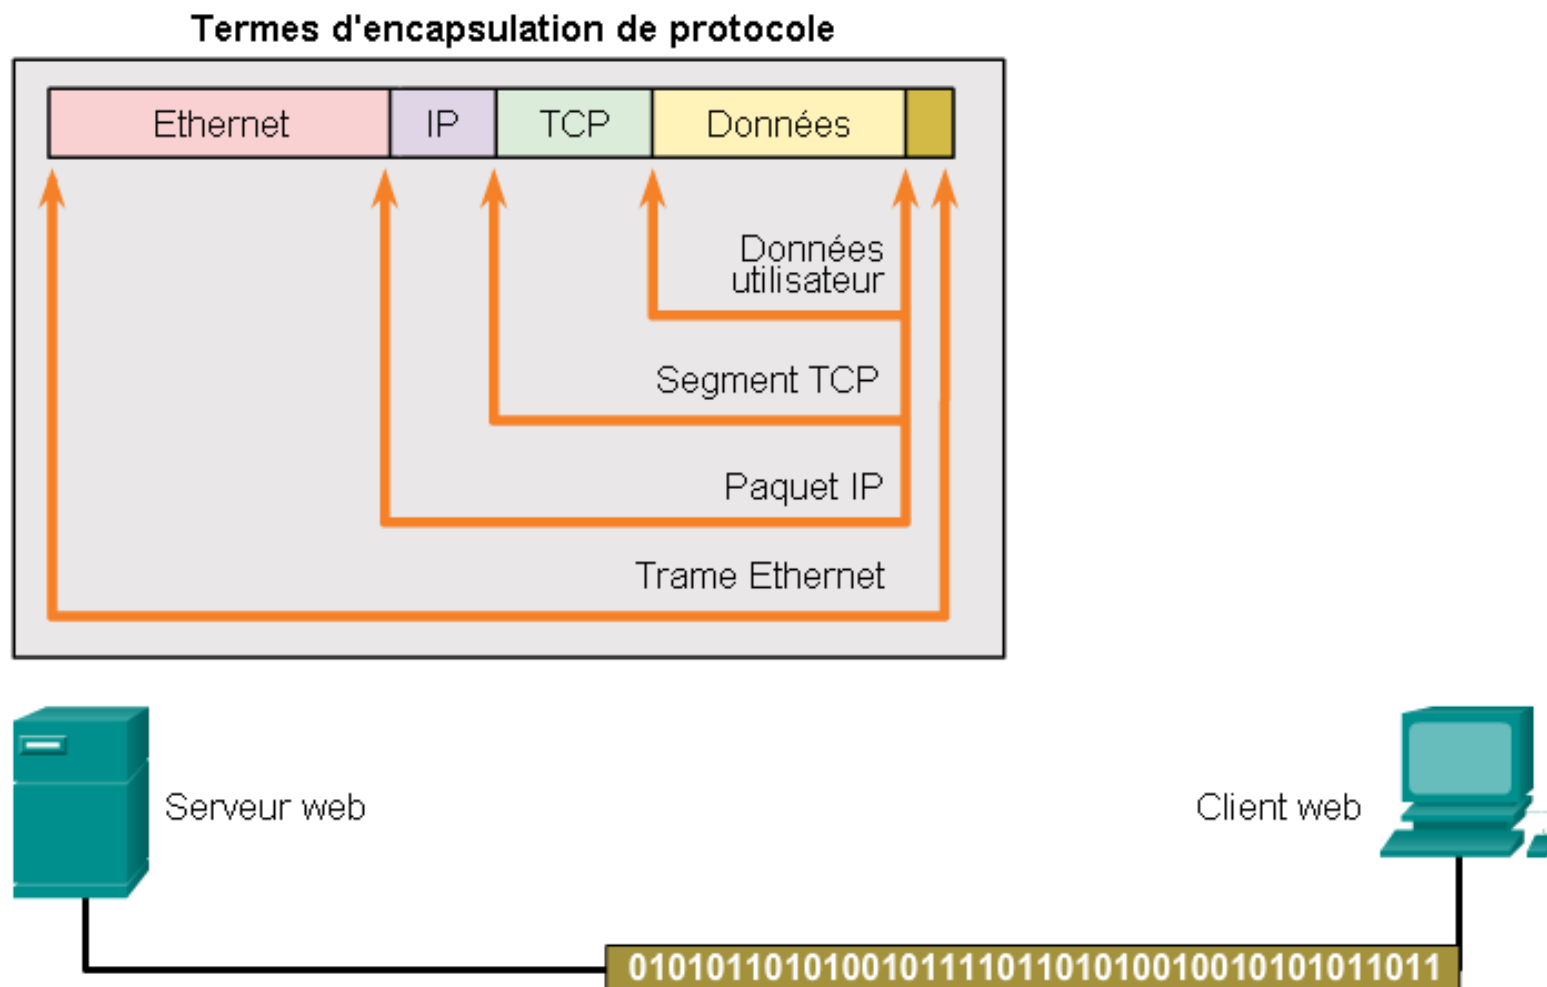 Termes d'encapsulation de protocole
Ethernet IP TCP Données
Données
utilisateur
Segment TCP
Paquet IP
Trame Ethernet
Serveur web
Client web
010101101010010111101101010010010101011011